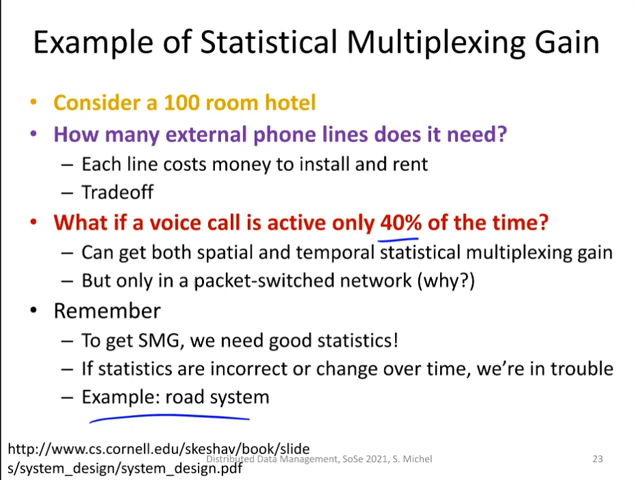 Example of Statistical Multiplexing Gain
• Consider a 100 room hotel
• How many external phone lines does it need?
– Each line costs money to install and rent
– Tradeoff
• What if a voice call is active only 40% of the time?
– Can get both spatial and temporal statistical multiplexing gain
– But only in a packet-switched network (why?)
• Remember
– To get SMG, we need good statistics!
– If statistics are incorrect or change over time, we're in trouble
– Example: road system
http://www.cs.cornell.edu/skeshav/book/slide
s/system_design/system_design.pdf
Distributed Data Management, SoSe 2021, S. Michel
23